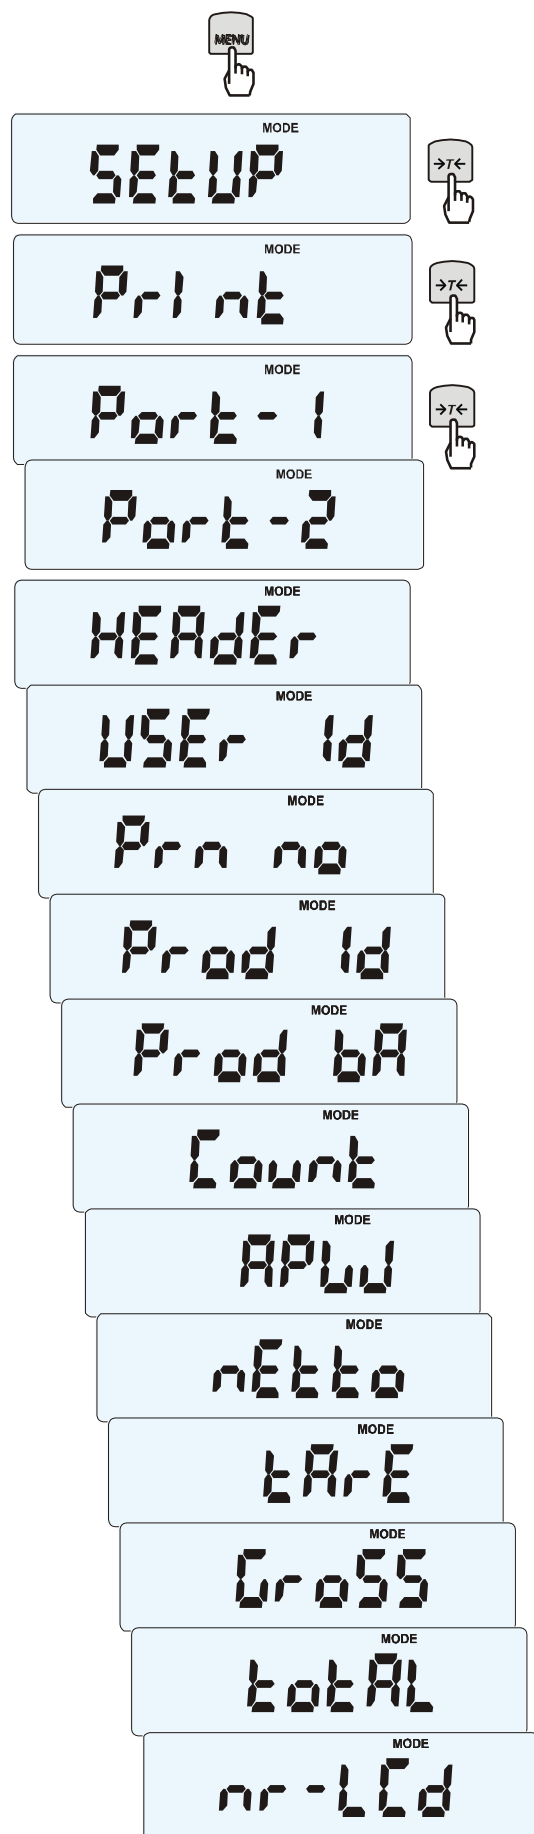 MENU
MODE
SEtUP
→T←
MODE
PrInt
→T←
MODE
Port-1
→T←
MODE
Port-2
MODE
HEAdEr
MODE
USEr Id
MODE
Prn no
MODE
Prod Id
MODE
Prod bA
MODE
Count
MODE
APW
MODE
nEtto
MODE
tArE
MODE
GroSS
MODE
totAL
MODE
nr-LCd